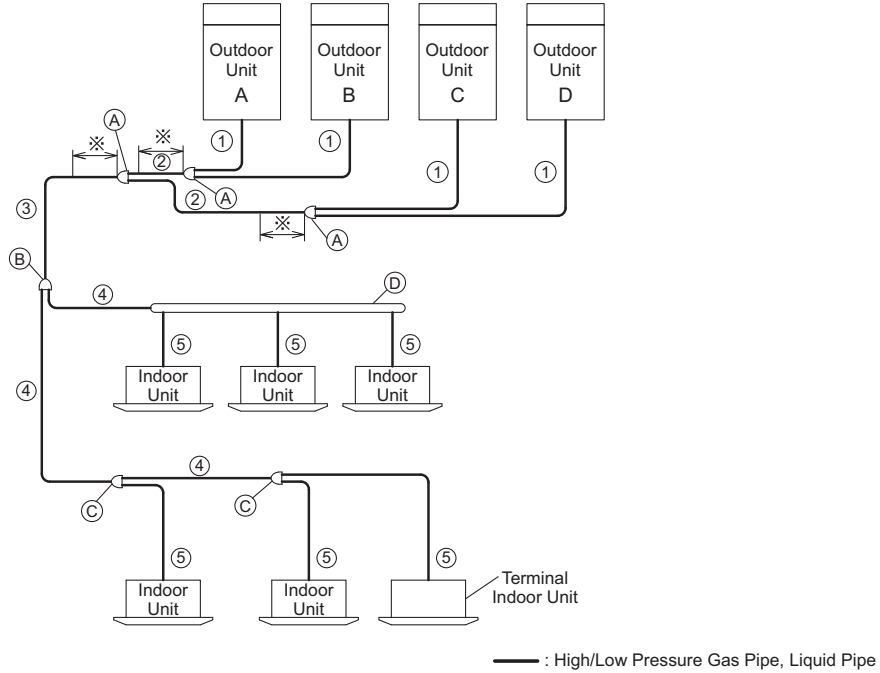 Outdoor
Unit
A
Outdoor
Unit
B
Outdoor
Unit
C
Outdoor
Unit
D
Ⓐ
※
※
①
①
①
①
②
Ⓐ
②
③
※
Ⓐ
Ⓑ
④
Ⓓ
⑤
⑤
⑤
Indoor
Unit
Indoor
Unit
Indoor
Unit
④
④
Ⓒ
Ⓒ
⑤
⑤
⑤
Indoor
Unit
Indoor
Unit
Terminal
Indoor Unit
: High/Low Pressure Gas Pipe, Liquid Pipe